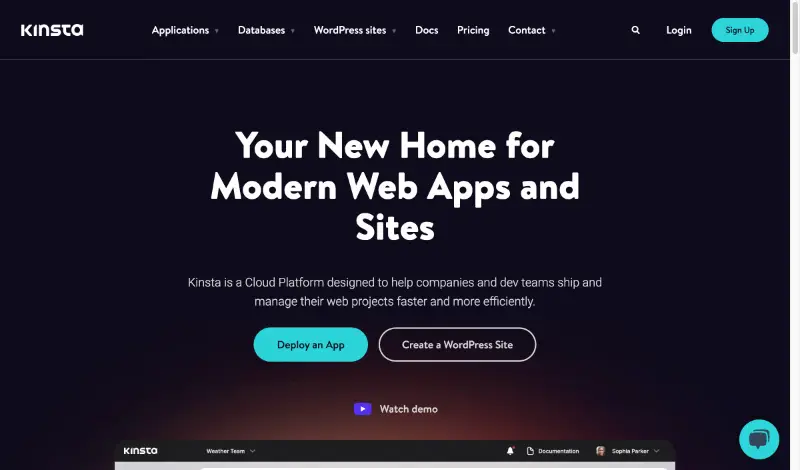 Kinsta
Applications
Databases
WordPress sites
Docs
Pricing
Contact
Login
Sign Up
Your New Home for
Modern Web Apps and
Sites
Kinsta is a Cloud Platform designed to help companies and dev teams ship and
manage their web projects faster and more efficiently.
Deploy an App
Create a WordPress Site
Watch demo
Kinsta
Weather Team
Documentation
Sophia Parker